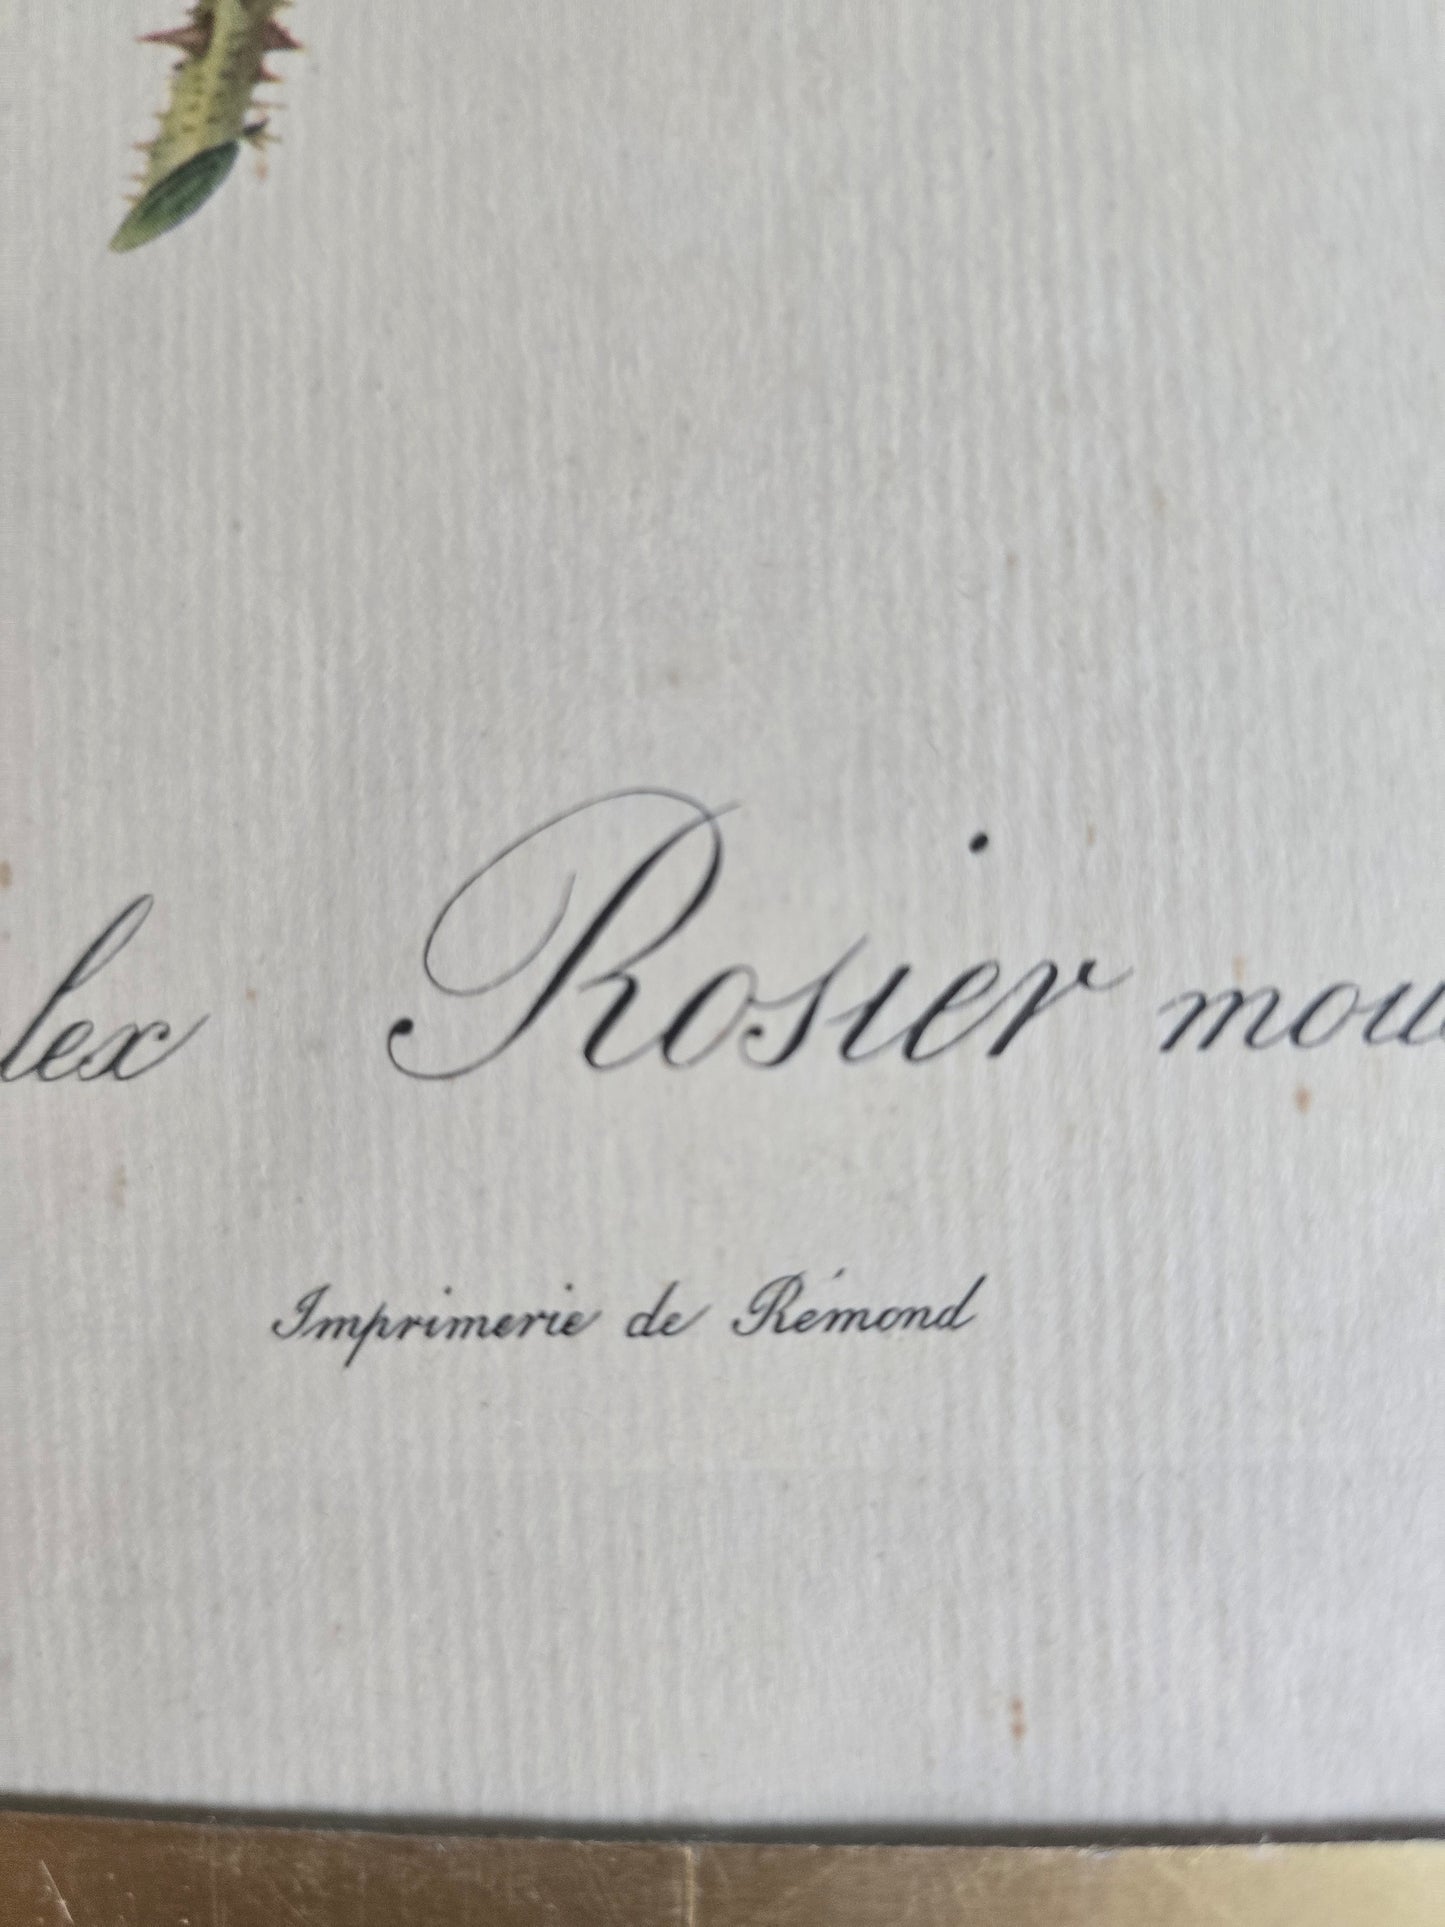 lex Rosier mou
Imprimerie de Rémond